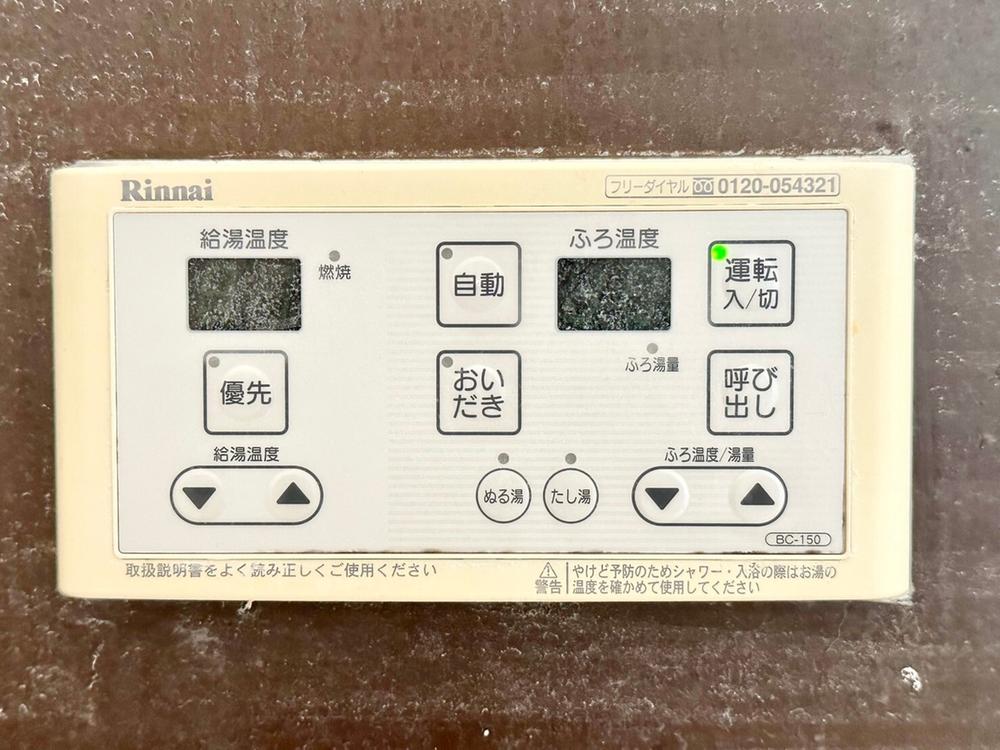 Rinnai
フリーダイヤル 0120-054321
給湯温度
燃焼
自動
ふろ温度
運転
入/切
ふろ湯量
優先
おい
だき
呼び
出し
給湯温度
ぬる湯
たし湯
ふろ温度/湯量
BC-150
取扱説明書をよく読み正しくご使用ください
警告
やけど予防のためシャワー・入浴の際はお湯の
温度を確かめて使用してください